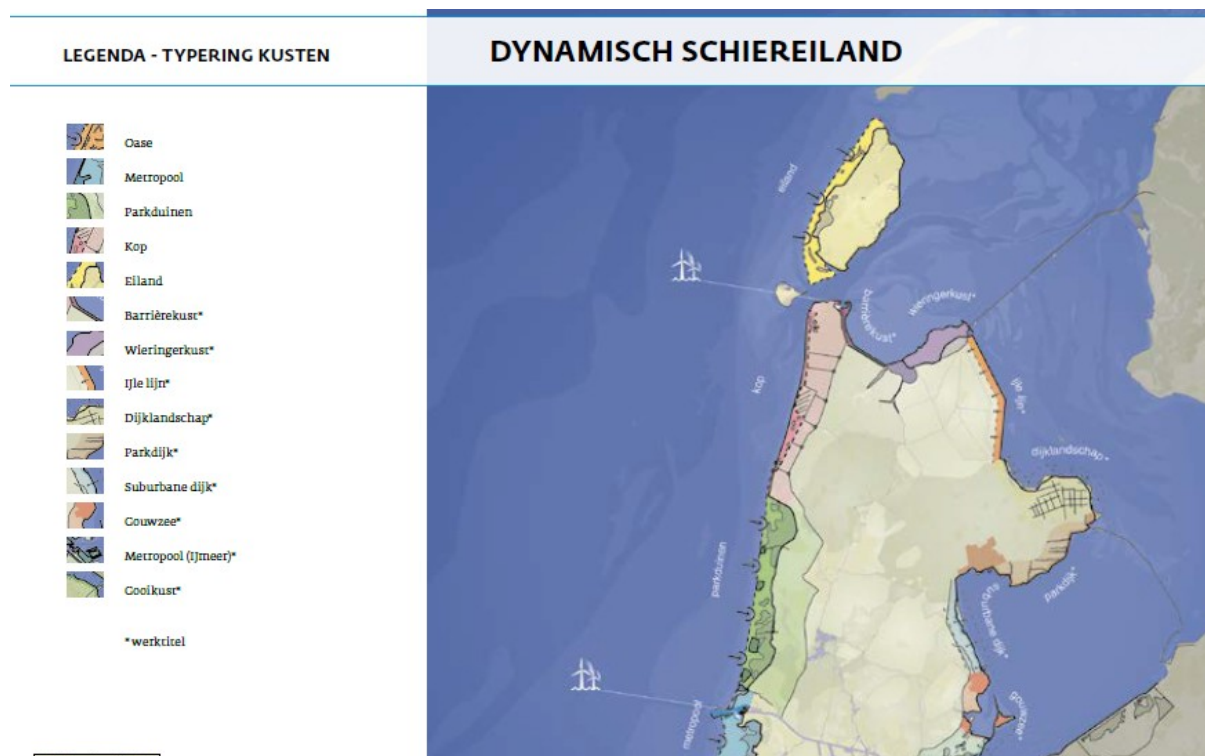 LEGENDA - TYPERING KUSTEN
DYNAMISCH SCHIEREILAND
Oase
Metropool
Parkduinen
Kop
Eiland
Barrièrekust*
Wieringerkust*
IJle lijn*
Dijklandschap*
Parkdijk*
Suburbane dijk*
Gouwzee*
Metropool (IJmeer)*
Gooikust*
*werktitel
eiland
barrièrekust*
wieringerkust*
kop
ijle lijn*
dijklandschap*
parkduinen
parkdijk*
suburbane dijk*
gouwzee*
metropool